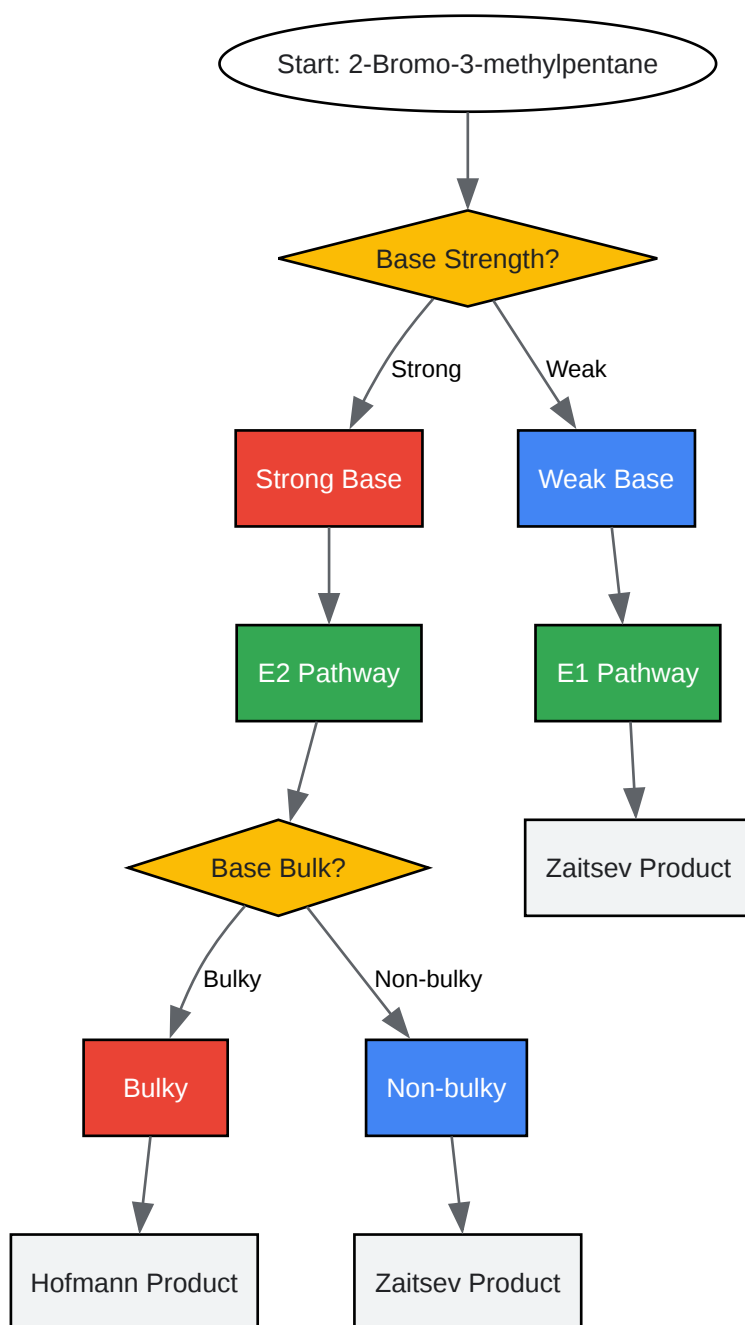 Start: 2-Bromo-3-methylpentane
Base Strength?
Strong
Weak
Strong Base
Weak Base
E2 Pathway
E1 Pathway
Zaitsev Product
Base Bulk?
Bulky
Non-bulky
Bulky
Non-bulky
Hofmann Product
Zaitsev Product